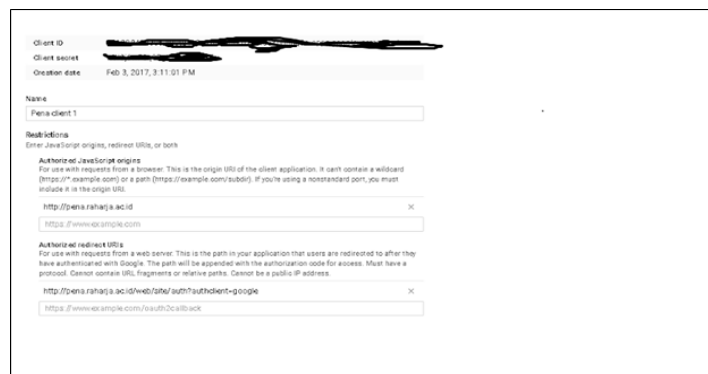 Client ID
Client secret
Creation date Feb 3, 2017, 3:11:01 PM
Name
Pena client 1
Restrictions
Enter JavaScript origins, redirect URIs, or both
Authorized JavaScript origins
For use with requests from a browser. This is the origin URI of the client application. It can't contain a wildcard
(https://*.example.com) or a path (https://example.com/subdir). If you're using a nonstandard port, you must
include it in the origin URI.
http://pena.raharja.ac.id
https://www.example.com
Authorized redirect URIs
For use with requests from a web server. This is the path in your application that users are redirected to after they
have authenticated with Google. The path will be appended with the authorization code for access. Must have a
protocol. Cannot contain URL fragments or relative paths. Cannot be a public IP address.
http://pena.raharja.ac.id/web/site/auth?authclient=google
https://www.example.com/oauth2callback